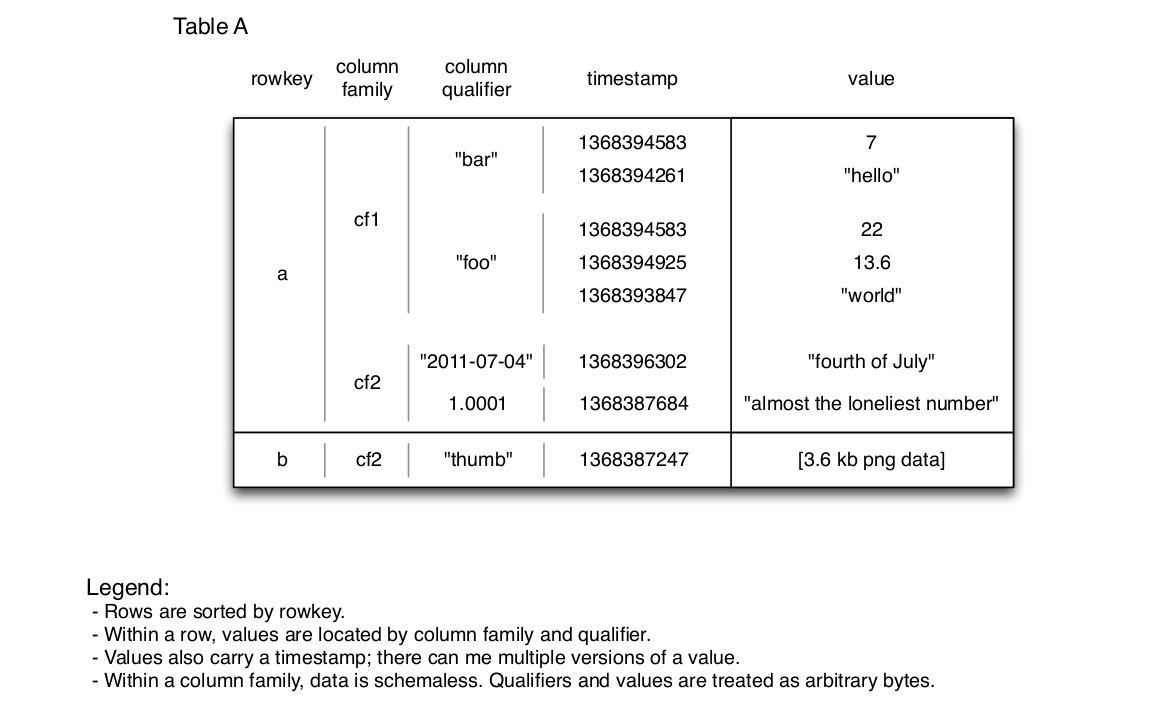 Table A
rowkey column family column qualifier timestamp value
a cf1 "bar" 1368394583 7
1368394261 "hello"
"foo" 1368394583 22
1368394925 13.6
1368393847 "world"
cf2 "2011-07-04" 1368396302 "fourth of July"
1.0001 1368387684 "almost the loneliest number"
b cf2 "thumb" 1368387247 [3.6 kb png data]
Legend:
- Rows are sorted by rowkey.
- Within a row, values are located by column family and qualifier.
- Values also carry a timestamp; there can me multiple versions of a value.
- Within a column family, data is schemaless. Qualifiers and values are treated as arbitrary bytes.